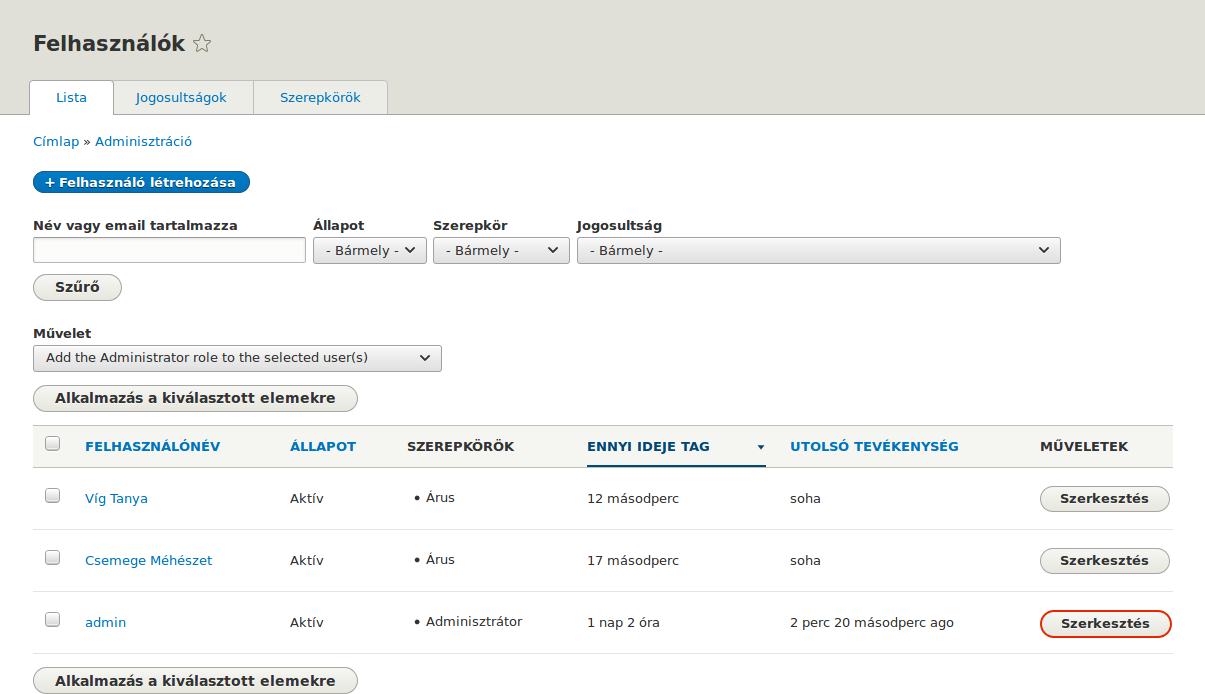 Felhasználók
Lista Jogosultságok Szerepkörök
Címlap » Adminisztráció
+ Felhasználó létrehozása
Név vagy email tartalmazza Állapot Szerepkör Jogosultság
- Bármely - - Bármely - - Bármely -
Szűrő
Művelet
Add the Administrator role to the selected user(s)
Alkalmazás a kiválasztott elemekre
FELHASZNÁLÓNÉV ÁLLAPOT SZEREPKÖRÖK ENNYI IDEJE TAG UTOLSÓ TEVÉKENYSÉG MŰVELETEK
Víg Tanya Aktív • Árus 12 másodperc soha Szerkesztés
Csemege Méhészet Aktív • Árus 17 másodperc soha Szerkesztés
admin Aktív • Adminisztrátor 1 nap 2 óra 2 perc 20 másodperc ago Szerkesztés
Alkalmazás a kiválasztott elemekre